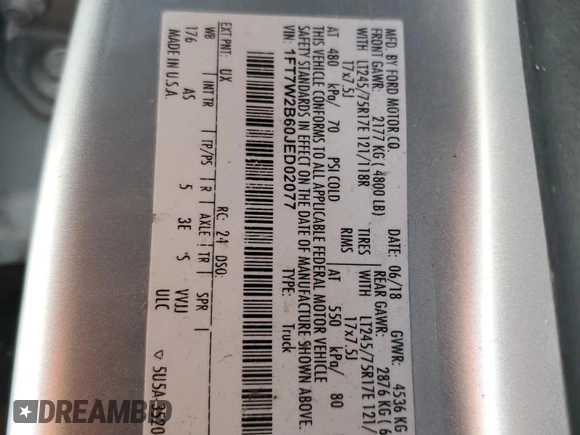 MFD. BY FORD MOTOR CO.
DATE: 06/18 GVWR: 4536 KG
FRONT GAWR: 2177 KG ( 4800 LB) REAR GAWR: 2876 KG (6
WITH LT245/75R17E 121/118R TIRES WITH LT245/75R17E 121/
17x7.5J RIMS 17x7.5J
AT 480 kPa/ 70 PSI COLD AT 550 kPa/ 80
THIS VEHICLE CONFORMS TO ALL APPLICABLE FEDERAL MOTOR VEHICLE
SAFETY STANDARDS IN EFFECT ON THE DATE OF MANUFACTURE SHOWN ABOVE.
VIN: 1FT7W2B60JED02077 TYPE: Truck
EXT PNT: UX RC: 24 DSO:
WB INT TR TP/PS R AXLE TR SPR
176 AS 5 3E 5 VVJJ
MADE IN U.S.A. ULC
DREAMBID